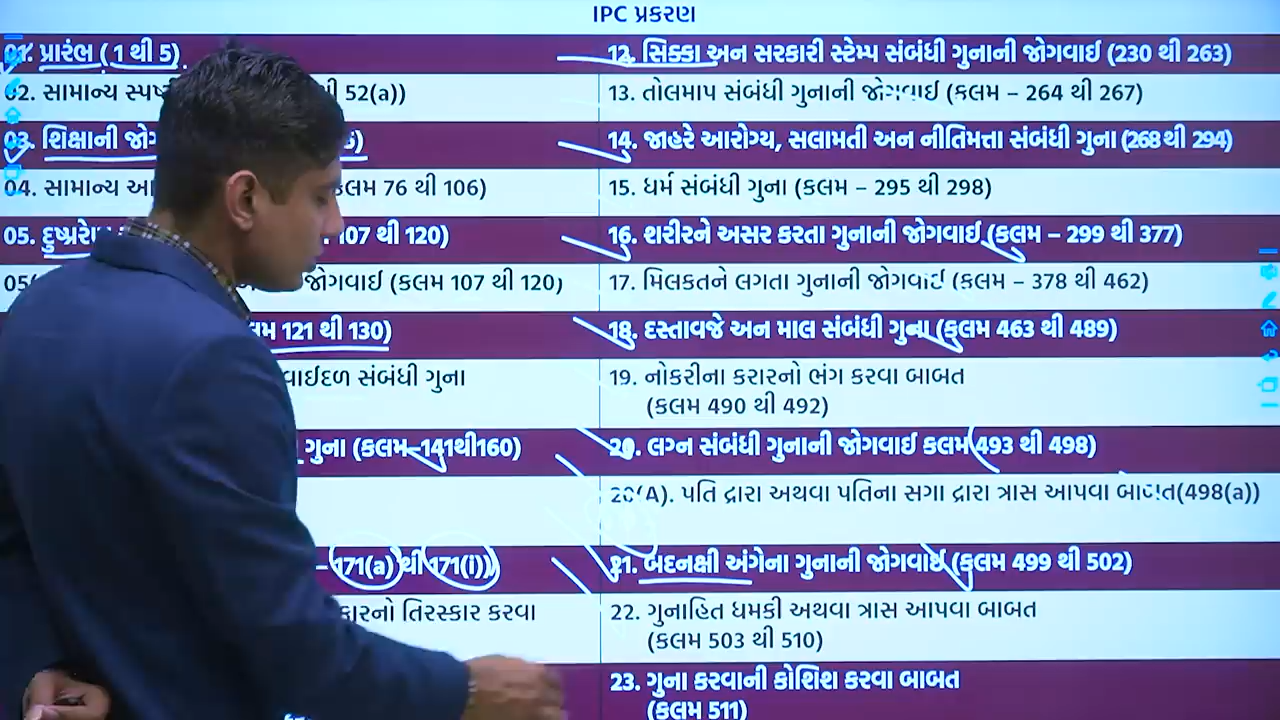 IPC પ્રકરણ
01. પ્રારંભ ( 1 થી 5)
02. સામાન્ય 52(a))
03. શિક્ષાની
04. સામાન્ય કલમ 76 થી 106)
05. 107 થી 120)
જોગવાઈ (કલમ 107 થી 120)
121 થી 130)
સંબંધી ગુના
ગુના (કલમ–141થી160)
– 171(a) થી 171(i))
તિરસ્કાર કરવા
12. સિક્કા અન સરકારી સ્ટેમ્પ સંબંધી ગુનાની જોગવાઈ (230 થી 263)
13. તોલમાપ સંબંધી ગુનાની જોગવાઈ (કલમ – 264 થી 267)
14. જાહરે આરોગ્ય, સલામતી અન નીતિમત્તા સંબંધી ગુના (268 થી 294)
15. ધર્મ સંબંધી ગુના (કલમ – 295 થી 298)
16. શરીરને અસર કરતા ગુનાની જોગવાઈ (કલમ – 299 થી 377)
17. મિલકતને લગતા ગુનાની જોગવાઈ (કલમ – 378 થી 462)
18. દસ્તાવજે અન માલ સંબંધી ગુના (કલમ 463 થી 489)
19. નોકરીના કરારનો ભંગ કરવા બાબત
(કલમ 490 થી 492)
20. લગ્ન સંબંધી ગુનાની જોગવાઈ કલમ(493 થી 498)
20(A). પતિ દ્રારા અથવા પતિના સગા દ્રારા ત્રાસ આપવા બાબત(498(a))
21. બદનક્ષી અંગેના ગુનાની જોગવાઈ (કલમ 499 થી 502)
22. ગુનાહિત ધમકી અથવા ત્રાસ આપવા બાબત
(કલમ 503 થી 510)
23. ગુના કરવાની કોશિશ કરવા બાબત
(કલમ 511)